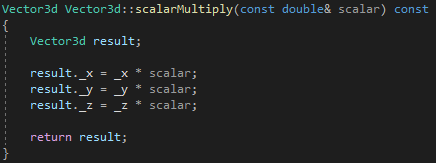 Vector3d Vector3d::scalarMultiply(const double& scalar) const
{
    Vector3d result;

    result._x = _x * scalar;
    result._y = _y * scalar;
    result._z = _z * scalar;

    return result;
}